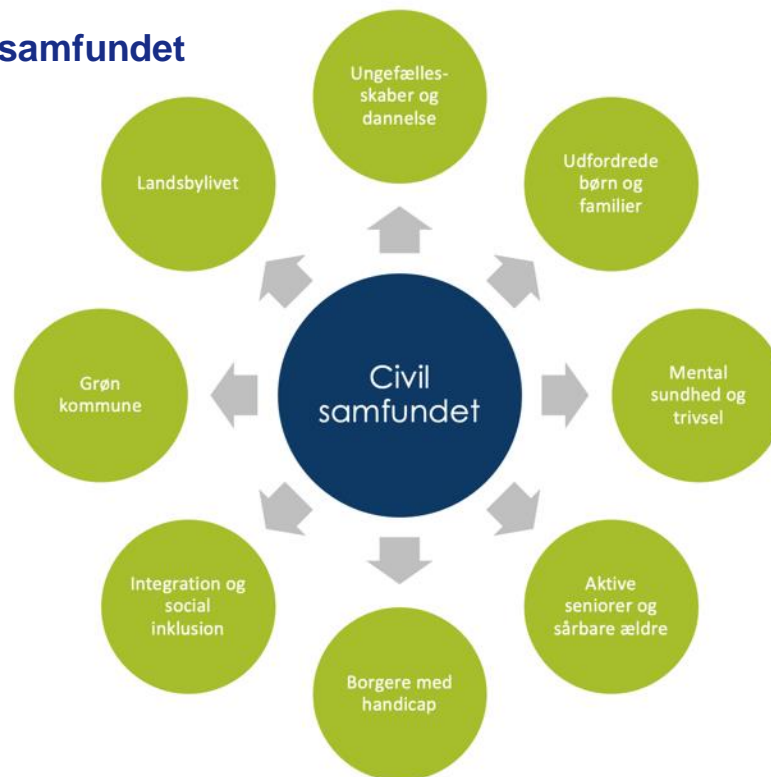 samfundet
Ungefælles-
skaber og
dannelse
Udfordrede
børn og
familier
Mental
sundhed og
trivsel
Aktive
seniorer og
sårbare ældre
Borgere med
handicap
Integration og
social
inklusion
Grøn
kommune
Landsbylivet
Civil
samfundet